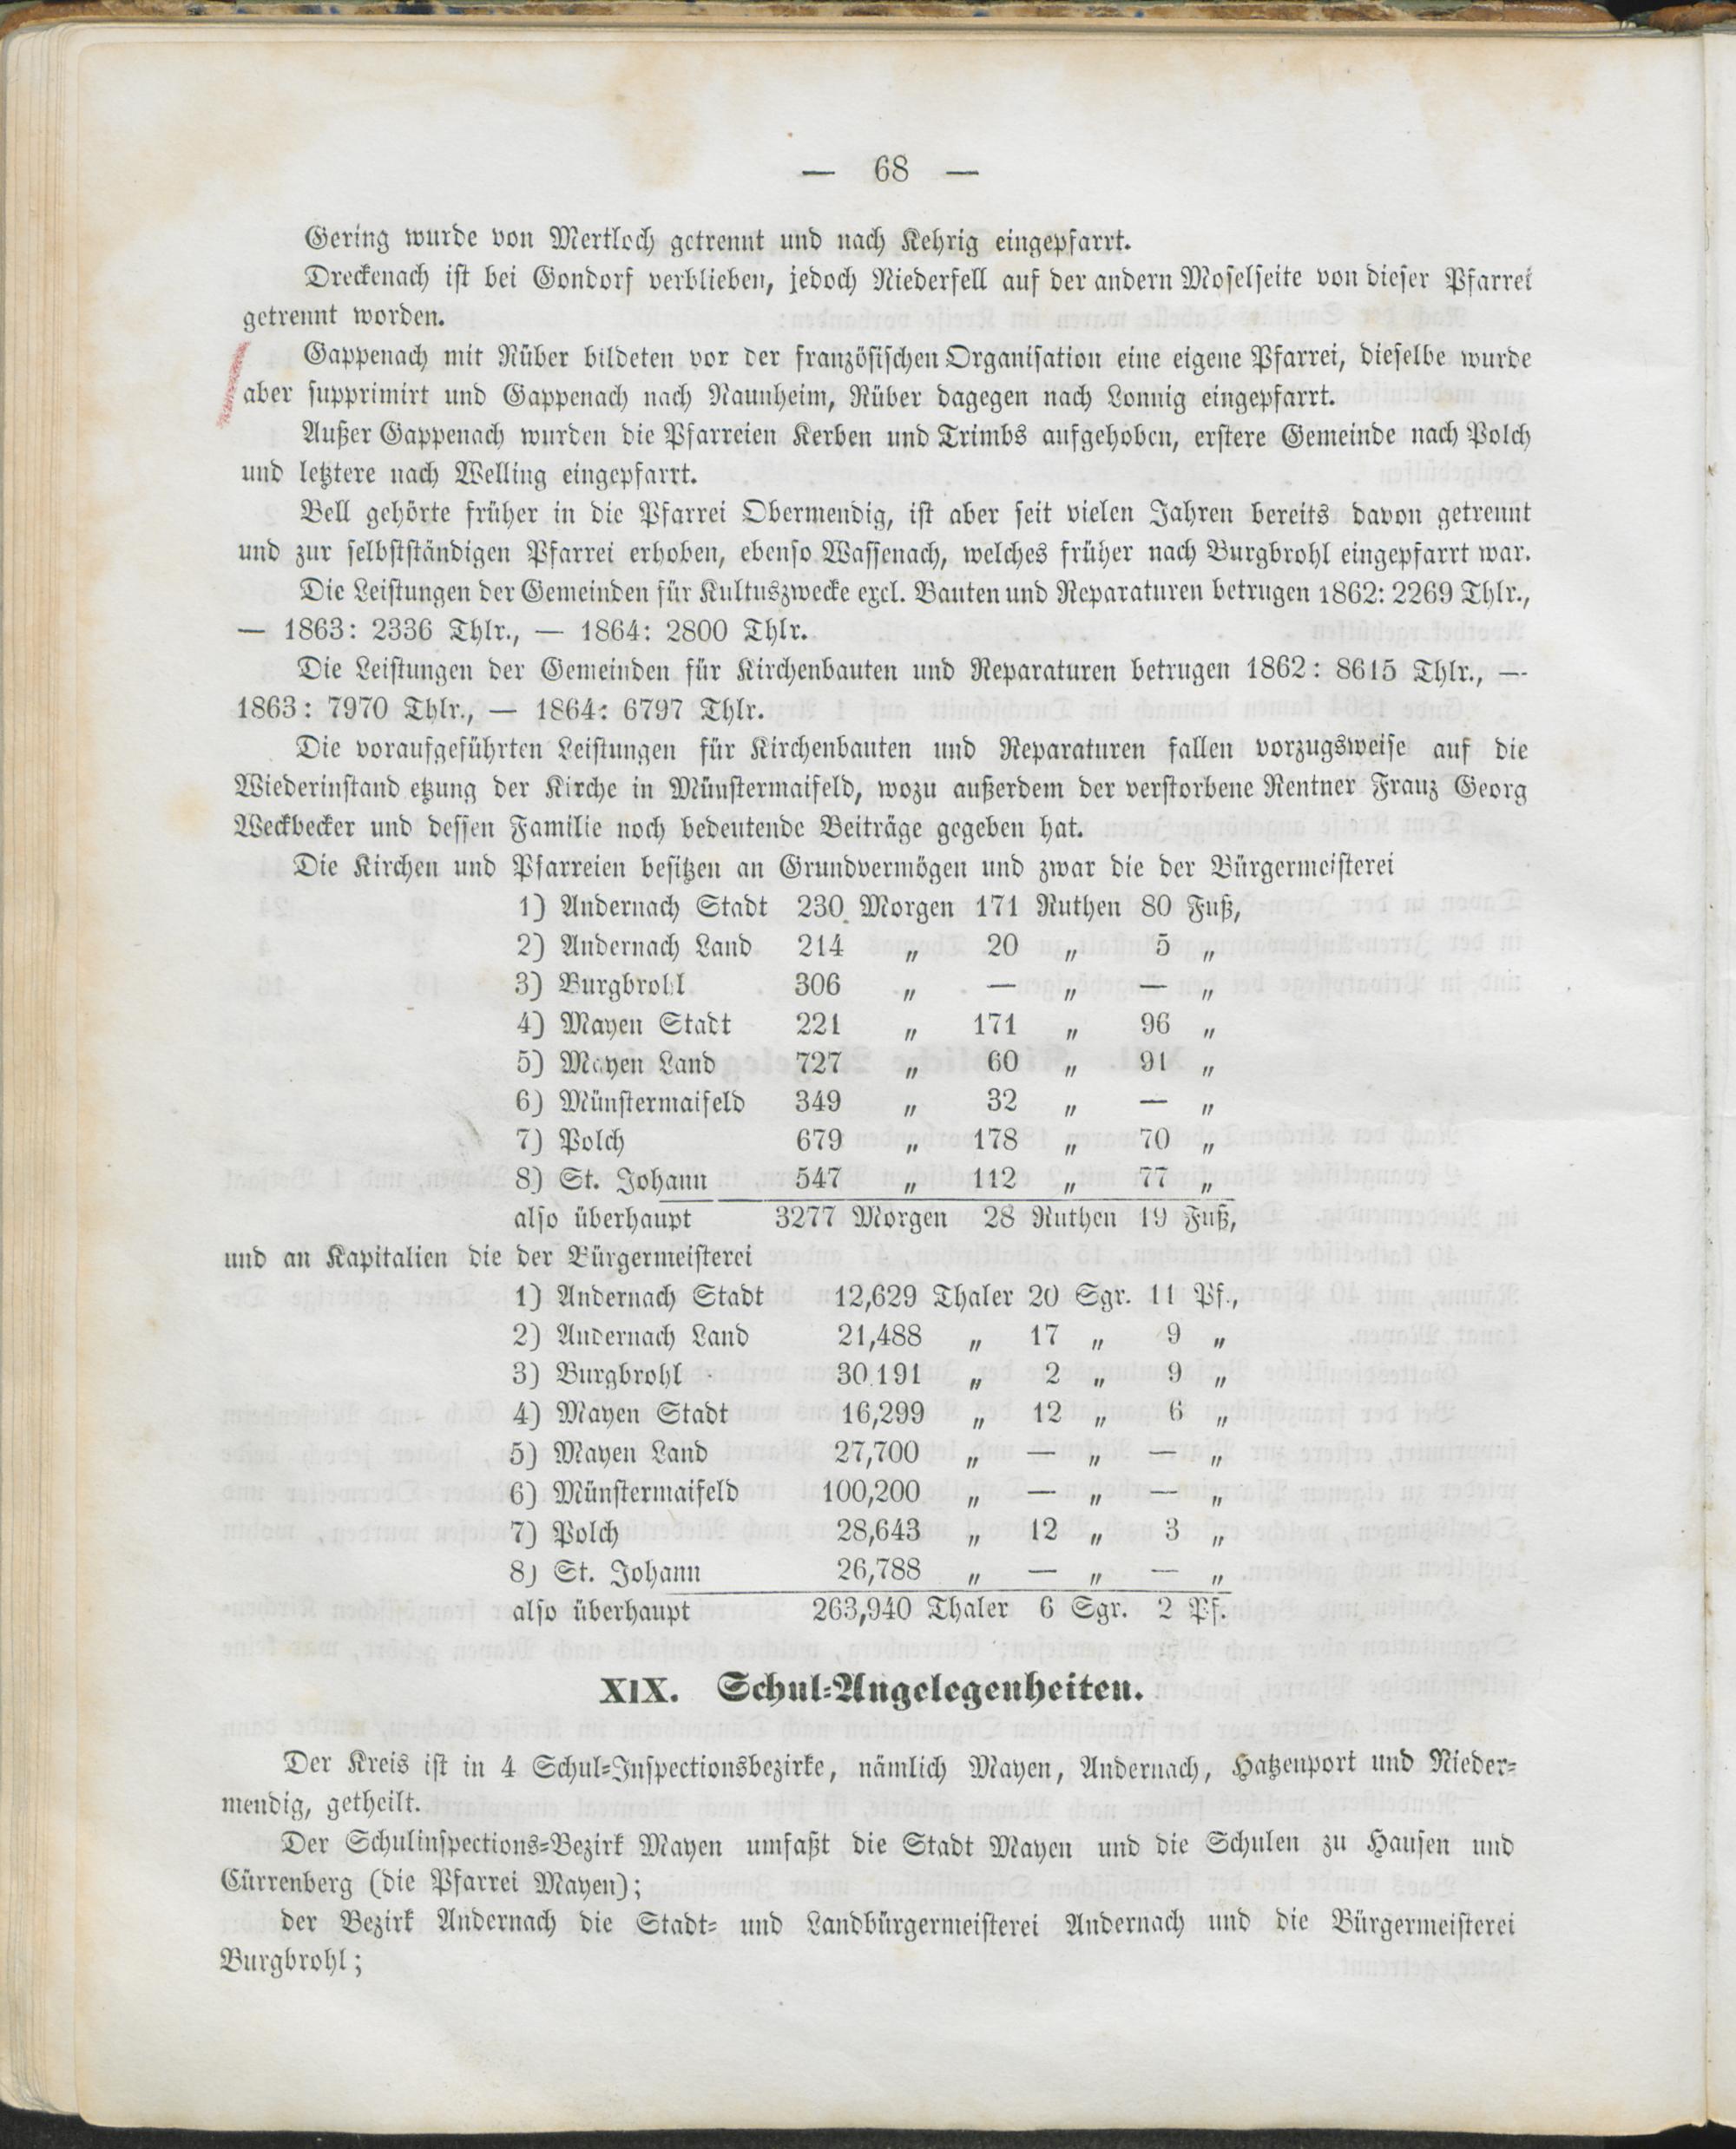 — 68 —
Gering wurde von Mertloch getrennt und nach Kehrig eingepfarrt.
Dreckenach ist bei Gondorf verblieben, jedoch Niederfell auf der andern Moselseite von dieser Pfarrei
getrennt worden.
Gappenach mit Rüber bildeten vor der französischen Organisation eine eigene Pfarrei, dieselbe wurde
aber supprimirt und Gappenach nach Naunheim, Rüber dagegen nach Lonnig eingepfarrt.
Außer Gappenach wurden die Pfarreien Kerben und Trimbs aufgehoben, erstere Gemeinde nach Polch
und letztere nach Welling eingepfarrt.
Bell gehörte früher in die Pfarrei Obermendig, ist aber seit vielen Jahren bereits davon getrennt
und zur selbstständigen Pfarrei erhoben, ebenso Wassenach, welches früher nach Burgbrohl eingepfarrt war.
Die Leistungen der Gemeinden für Kultuszwecke excl. Bauten und Reparaturen betrugen 1862: 2269 Thlr.,
— 1863: 2336 Thlr., — 1864: 2800 Thlr.
Die Leistungen der Gemeinden für Kirchenbauten und Reparaturen betrugen 1862: 8615 Thlr., —
1863: 7970 Thlr., — 1864: 6797 Thlr.
Die voraufgeführten Leistungen für Kirchenbauten und Reparaturen fallen vorzugsweise auf die
Wiederinstand etzung der Kirche in Münstermaifeld, wozu außerdem der verstorbene Rentner Franz Georg
Weckbecker und dessen Familie noch bedeutende Beiträge gegeben hat.
Die Kirchen und Pfarreien besitzen an Grundvermögen und zwar die der Bürgermeisterei
1) Andernach Stadt 230 Morgen 171 Ruthen 80 Fuß,
2) Andernach Land 214 „ 20 „ 5 „
3) Burgbrohl 306 „ — „ — „
4) Mayen Stadt 221 „ 171 „ 96 „
5) Mayen Land 727 „ 60 „ 91 „
6) Münstermaifeld 349 „ 32 „ — „
7) Polch 679 „ 178 „ 70 „
8) St. Johann 547 „ 112 „ 77 „
also überhaupt 3277 Morgen 28 Ruthen 19 Fuß,
und an Kapitalien die der Bürgermeisterei
1) Andernach Stadt 12,629 Thaler 20 Sgr. 11 Pf.,
2) Andernach Land 21,488 „ 17 „ 9 „
3) Burgbrohl 30.191 „ 2 „ 9 „
4) Mayen Stadt 16,299 „ 12 „ 6 „
5) Mayen Land 27,700 „ — „ — „
6) Münstermaifeld 100,200 „ — „ — „
7) Polch 28,643 „ 12 „ 3 „
8) St. Johann 26,788 „ — „ — „
also überhaupt 263,940 Thaler 6 Sgr. 2 Pf.
XIX. Schul-Angelegenheiten.
Der Kreis ist in 4 Schul-Inspectionsbezirke, nämlich Mayen, Andernach, Hatzenport und Nieder-
mendig, getheilt.
Der Schulinspections-Bezirk Mayen umfaßt die Stadt Mayen und die Schulen zu Hausen und
Cürrenberg (die Pfarrei Mayen);
der Bezirk Andernach die Stadt- und Landbürgermeisterei Andernach und die Bürgermeisterei
Burgbrohl;